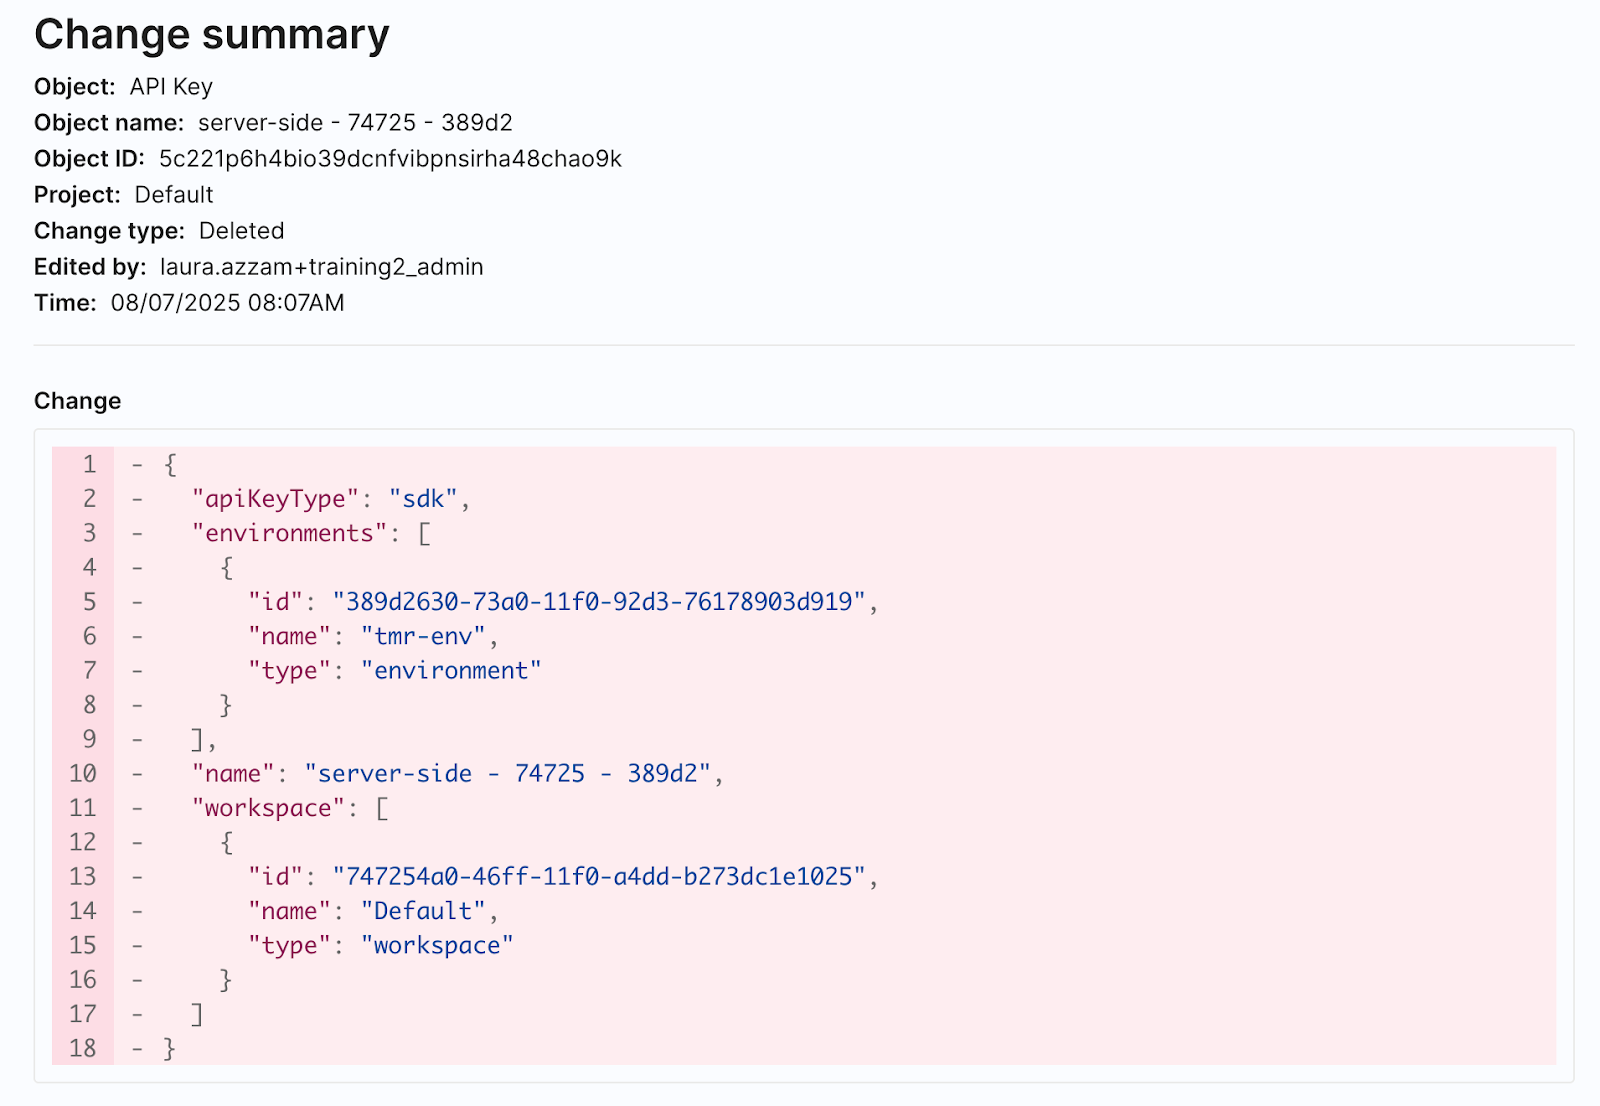 Change summary
Object: API Key
Object name: server-side - 74725 - 389d2
Object ID: 5c221p6h4bio39dcnfvibpnsirha48chao9k
Project: Default
Change type: Deleted
Edited by: laura.azzam+training2_admin
Time: 08/07/2025 08:07AM
Change
1 - {
2 - "apiKeyType": "sdk",
3 - "environments": [
4 - {
5 - "id": "389d2630-73a0-11f0-92d3-76178903d919",
6 - "name": "tmr-env",
7 - "type": "environment"
8 - }
9 - ],
10 - "name": "server-side - 74725 - 389d2",
11 - "workspace": [
12 - {
13 - "id": "747254a0-46ff-11f0-a4dd-b273dc1e1025",
14 - "name": "Default",
15 - "type": "workspace"
16 - }
17 - ]
18 - }